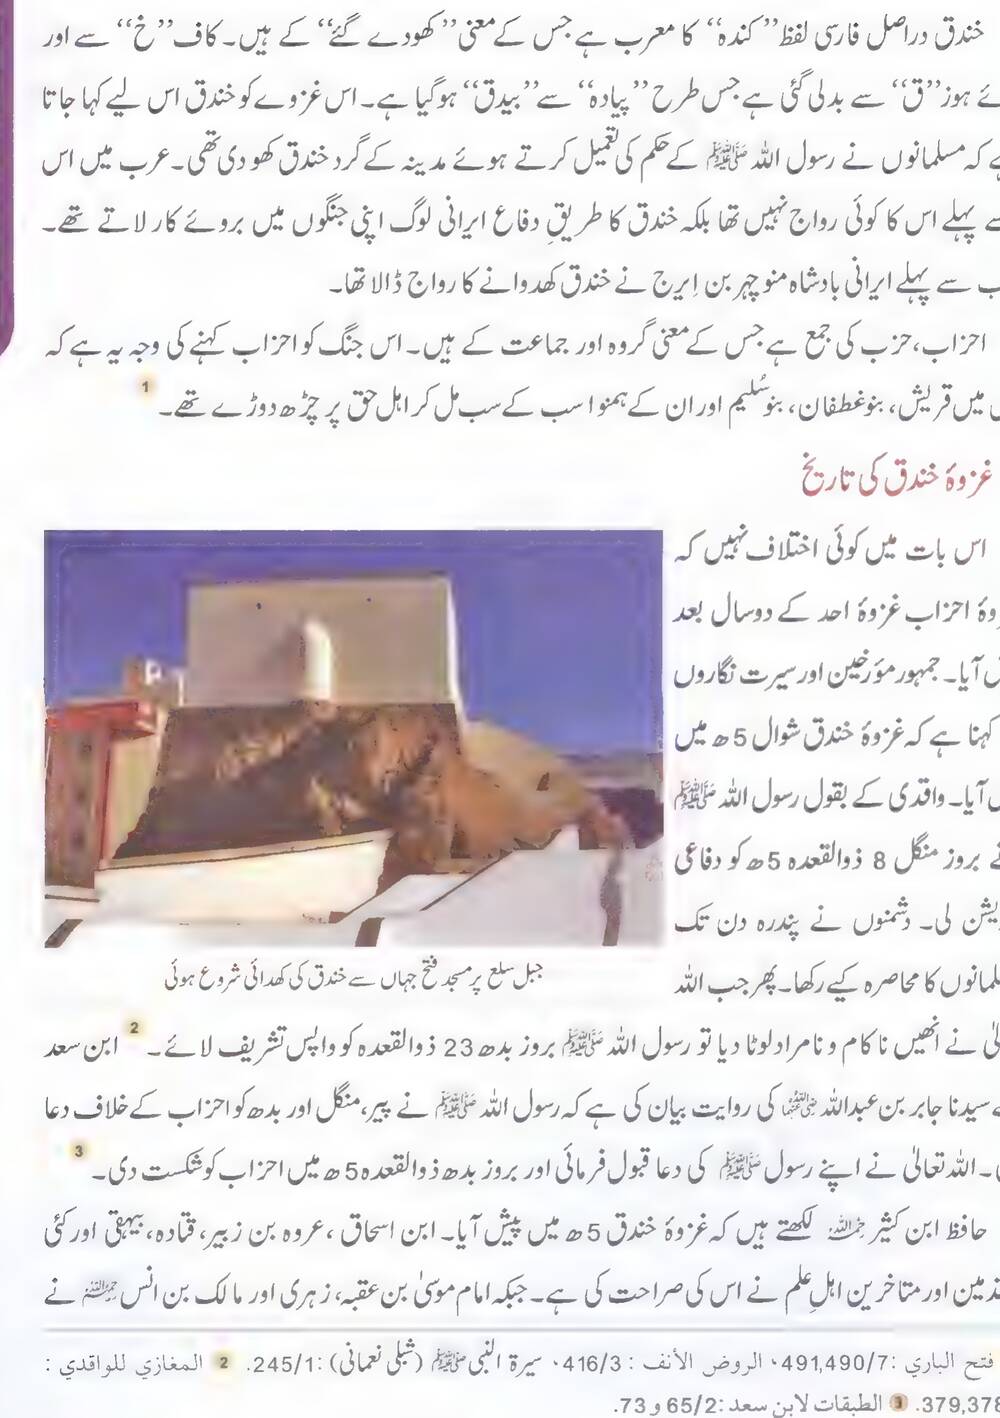 خندق دراصل فارسی لفظ ’’کندہ‘‘ کا معرب ہے جس کے معنی ’’کھودے گئے‘‘ کے ہیں۔ کاف ’’خ‘‘ سے اور
ئے ہوز ’’ق‘‘ سے بدلی گئی ہے جس طرح ’’پیادہ‘‘ سے ’’بیدق‘‘ ہوگیا ہے۔ اس غزوے کو خندق اس لیے کہا جاتا
ہے کہ مسلمانوں نے رسول اللہ ﷺ کے حکم کی تعمیل کرتے ہوئے مدینہ کے گرد خندق کھودی تھی۔ عرب میں اس
سے پہلے اس کا کوئی رواج نہیں تھا بلکہ خندق کا طریقِ دفاع ایرانی لوگ اپنی جنگوں میں بروئے کار لاتے تھے۔
ب سے پہلے ایرانی بادشاہ منوچہر بن اِیرج نے خندق کھدوانے کا رواج ڈالا تھا۔
احزاب، حزب کی جمع ہے جس کے معنی گروہ اور جماعت کے ہیں۔ اس جنگ کو احزاب کہنے کی وجہ یہ ہے کہ
میں قریش، بنو غطفان، بنو سُلیم اور ان کے ہمنوا سب کے سب مل کر اہل حق پر چڑھ دوڑے تھے۔ 1
غزوۂ خندق کی تاریخ
اس بات میں کوئی اختلاف نہیں کہ
وۂ احزاب غزوۂ احد کے دو سال بعد
آیا۔ جمہور مؤرخین اور سیرت نگاروں
کہنا ہے کہ غزوۂ خندق شوال 5ھ میں
آیا۔ واقدی کے بقول رسول اللہ ﷺ
نے بروز منگل 8 ذوالقعدہ 5ھ کو دفاعی
یشن لی۔ دشمنوں نے پندرہ دن تک
لمانوں کا محاصرہ کیے رکھا۔ پھر جب اللہ
جبل سلع پر مسجد فتح جہاں سے خندق کی کھدائی شروع ہوئی
لیٰ نے انھیں ناکام و نامراد لوٹا دیا تو رسول اللہ ﷺ بروز بدھ 23 ذوالقعدہ کو واپس تشریف لائے۔ 2 ابن سعد
سیدنا جابر بن عبداللہ رضی اللہ عنہما کی روایت بیان کی ہے کہ رسول اللہ ﷺ نے پیر، منگل اور بدھ کو احزاب کے خلاف دعا
۔ اللہ تعالیٰ نے اپنے رسول ﷺ کی دعا قبول فرمائی اور بروز بدھ ذوالقعدہ 5ھ میں احزاب کو شکست دی۔ 3
حافظ ابن کثیر رحمہ اللہ لکھتے ہیں کہ غزوۂ خندق 5ھ میں پیش آیا۔ ابن اسحاق، عروہ بن زبیر، قتادہ، بیہقی اور کئی
دمین اور متاخرین اہلِ علم نے اس کی صراحت کی ہے۔ جبکہ امام موسیٰ بن عقبہ، زہری اور مالک بن انس رحمہم اللہ نے
فتح الباري: 491,490/7، الروض الأنف: 416/3، سیرۃ النبی ﷺ (شبلی نعمانی): 245/1. 2 المغازي للواقدي:
379,378. 3 الطبقات لابن سعد: 65/2 و 73.